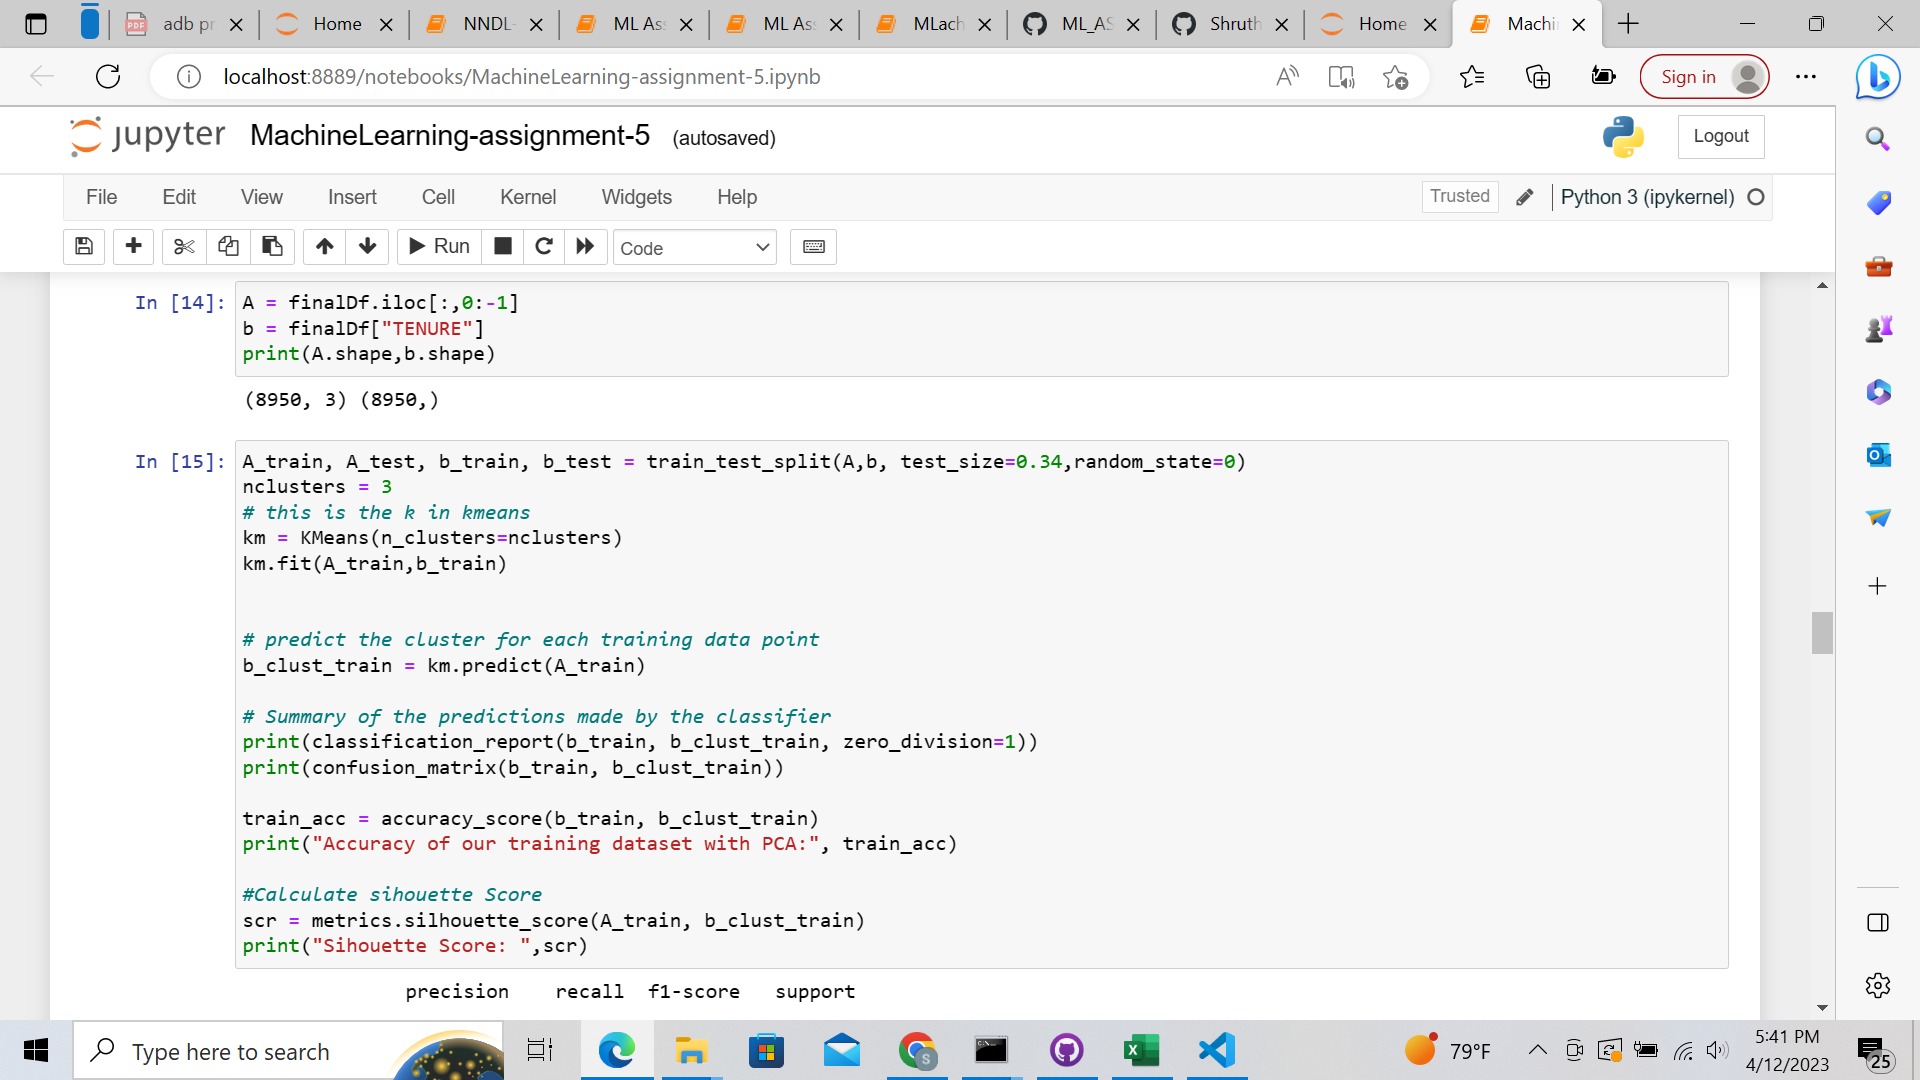 adb pr
Home
NNDL-
ML Ass
ML Ass
MLach
ML_AS
Shruth
Home
Machi
localhost:8889/notebooks/MachineLearning-assignment-5.ipynb
Sign in
jupyter MachineLearning-assignment-5 (autosaved)
Logout
File Edit View Insert Cell Kernel Widgets Help
Trusted
Python 3 (ipykernel)
Run
Code
In [14]:
A = finalDf.iloc[:,0:-1]
b = finalDf["TENURE"]
print(A.shape,b.shape)
(8950, 3) (8950,)
In [15]:
A_train, A_test, b_train, b_test = train_test_split(A,b, test_size=0.34,random_state=0)
nclusters = 3
# this is the k in kmeans
km = KMeans(n_clusters=nclusters)
km.fit(A_train,b_train)
# predict the cluster for each training data point
b_clust_train = km.predict(A_train)
# Summary of the predictions made by the classifier
print(classification_report(b_train, b_clust_train, zero_division=1))
print(confusion_matrix(b_train, b_clust_train))
train_acc = accuracy_score(b_train, b_clust_train)
print("Accuracy of our training dataset with PCA:", train_acc)
#Calculate sihouette Score
scr = metrics.silhouette_score(A_train, b_clust_train)
print("Sihouette Score: ",scr)
precision recall f1-score support
Type here to search
79°F
5:41 PM
4/12/2023
25